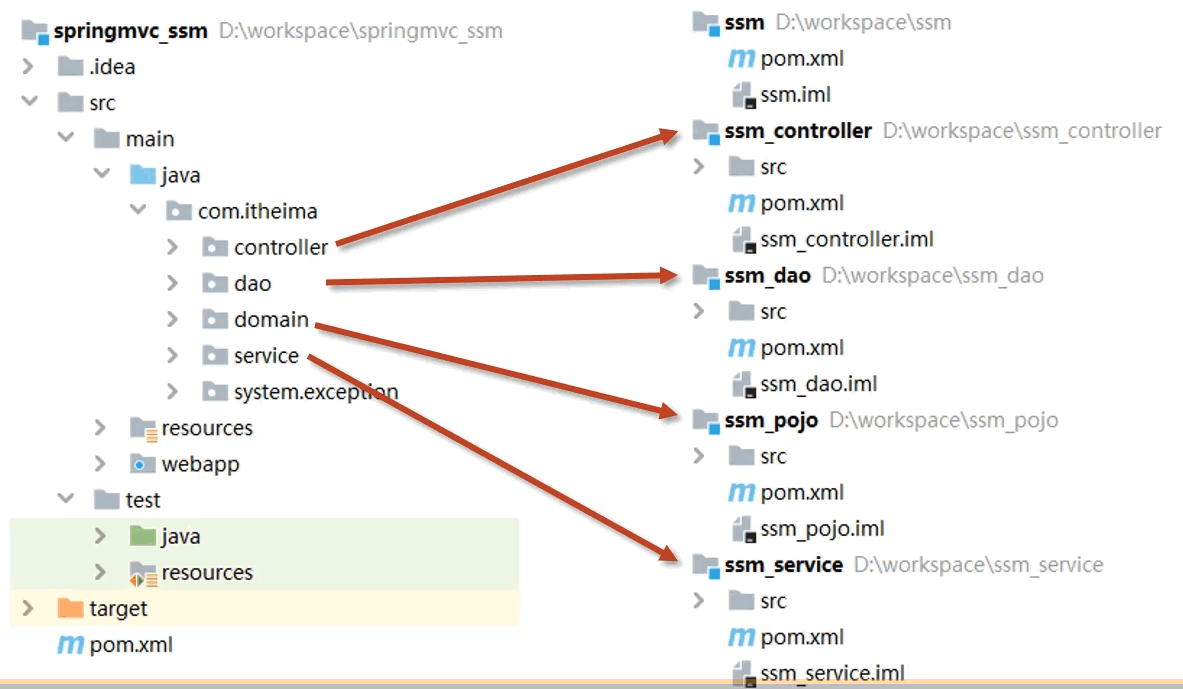 springmvc_ssm D:\workspace\springmvc_ssm
.idea
src
main
java
com.itheima
controller
dao
domain
service
system.exception
resources
webapp
test
java
resources
target
pom.xml
ssm D:\workspace\ssm
pom.xml
ssm.iml
ssm_controller D:\workspace\ssm_controller
src
pom.xml
ssm_controller.iml
ssm_dao D:\workspace\ssm_dao
src
pom.xml
ssm_dao.iml
ssm_pojo D:\workspace\ssm_pojo
src
pom.xml
ssm_pojo.iml
ssm_service D:\workspace\ssm_service
src
pom.xml
ssm_service.iml